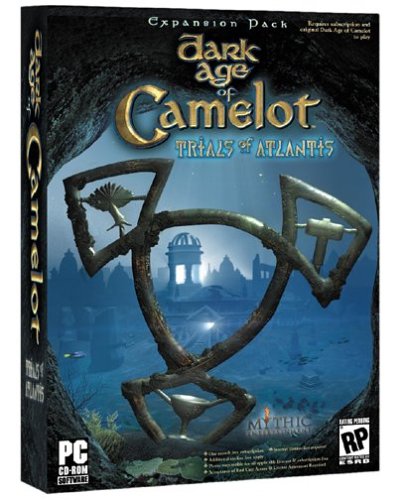 Expansion Pack
Requires subscription and
original Dark Age of Camelot
to play
Dark
Age
of
Camelot
Trials of Atlantis
Dark
Age
of
Camelot
Trials of Atlantis
MYTHIC
ENTERTAINMENT
PC
CD-ROM
SOFTWARE
RATING PENDING
RP
ESRB